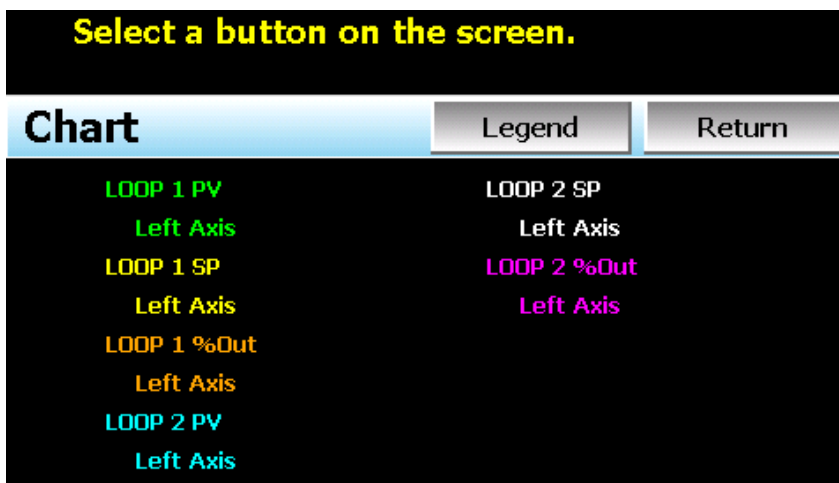 Select a button on the screen.
Chart
Legend
Return
LOOP 1 PV
Left Axis
LOOP 1 SP
Left Axis
LOOP 1 %Out
Left Axis
LOOP 2 PV
Left Axis
LOOP 2 SP
Left Axis
LOOP 2 %Out
Left Axis